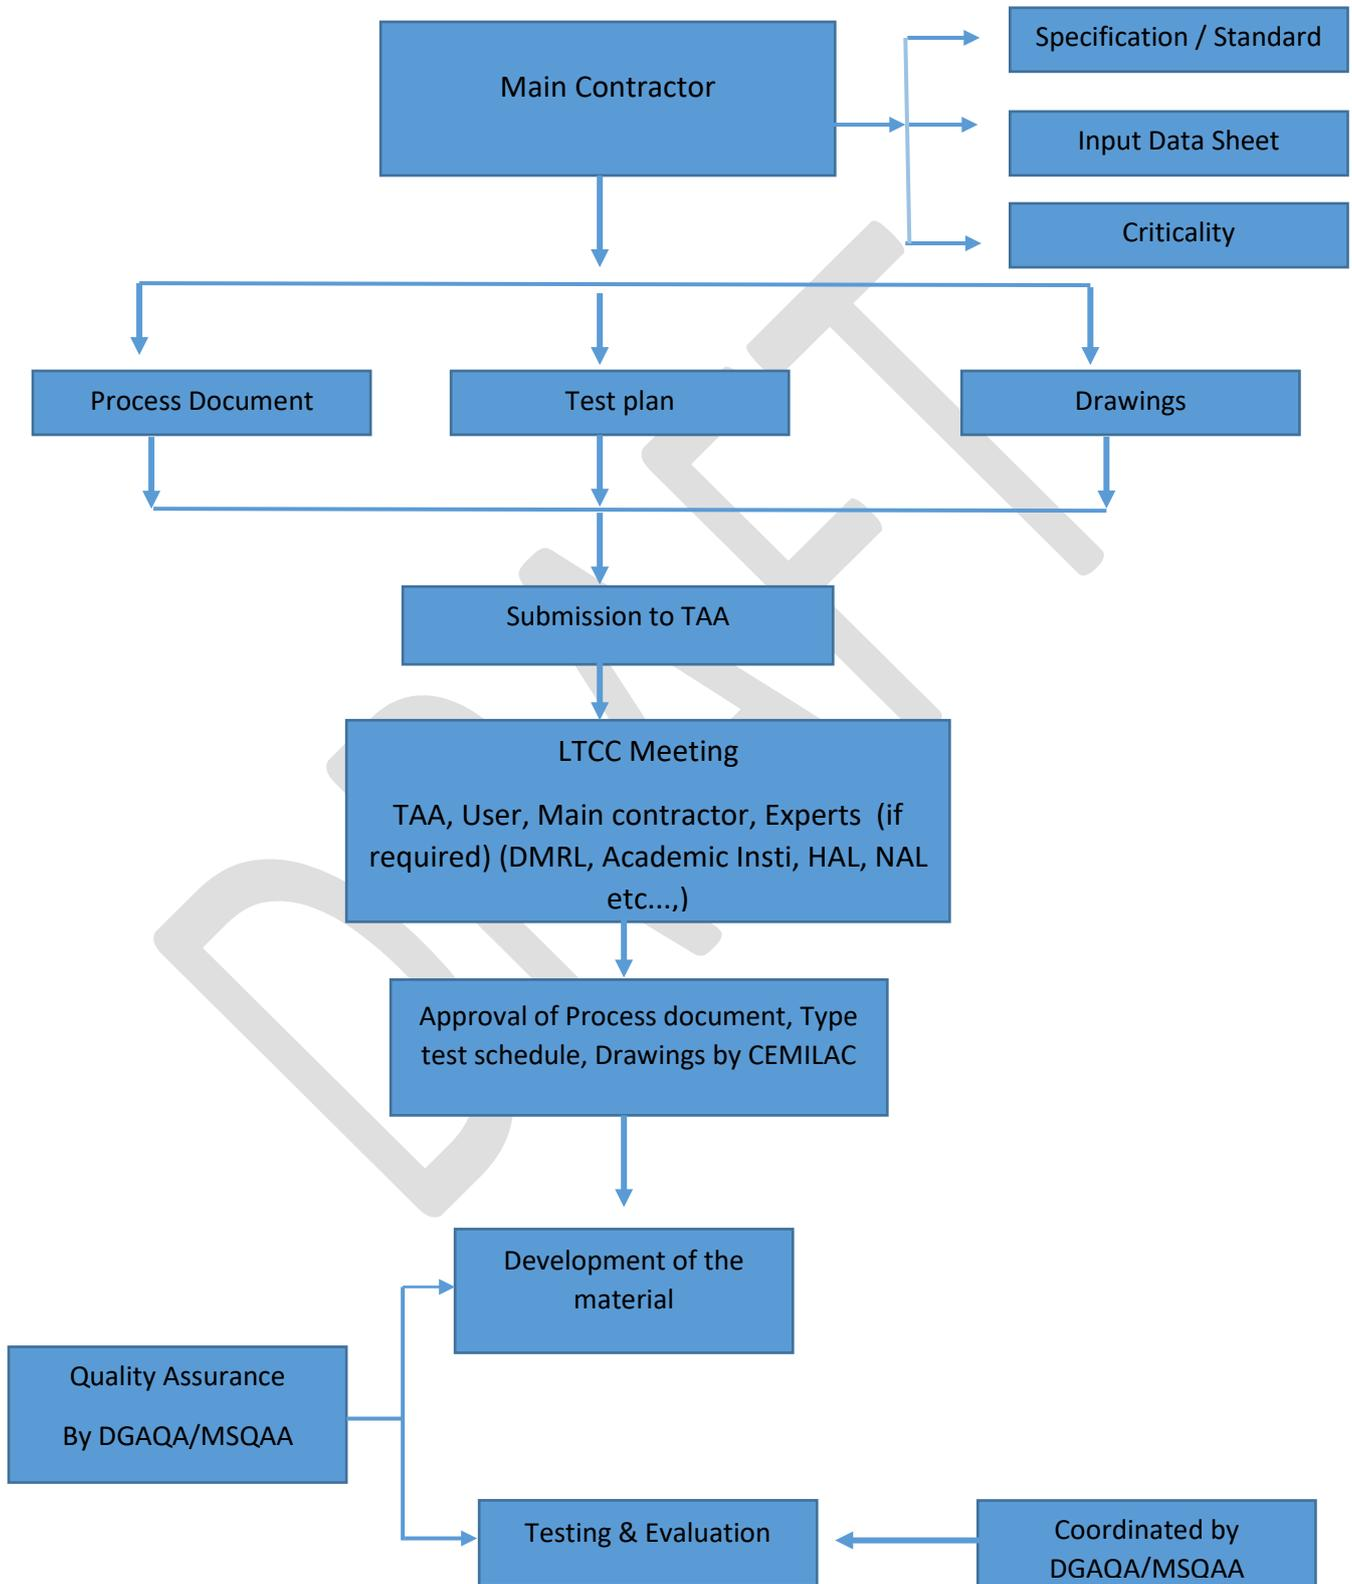 Main Contractor
Specification / Standard
Input Data Sheet
Criticality
Process Document
Test plan
Drawings
Submission to TAA
LTCC Meeting
TAA, User, Main contractor, Experts  (if
required) (DMRL, Academic Insti, HAL, NAL
etc...,)
Approval of Process document, Type
test schedule, Drawings by CEMILAC
Development of the
material
Quality Assurance
By DGAQA/MSQAA
Testing & Evaluation
Coordinated by
DGAQA/MSQAA
DRAFT